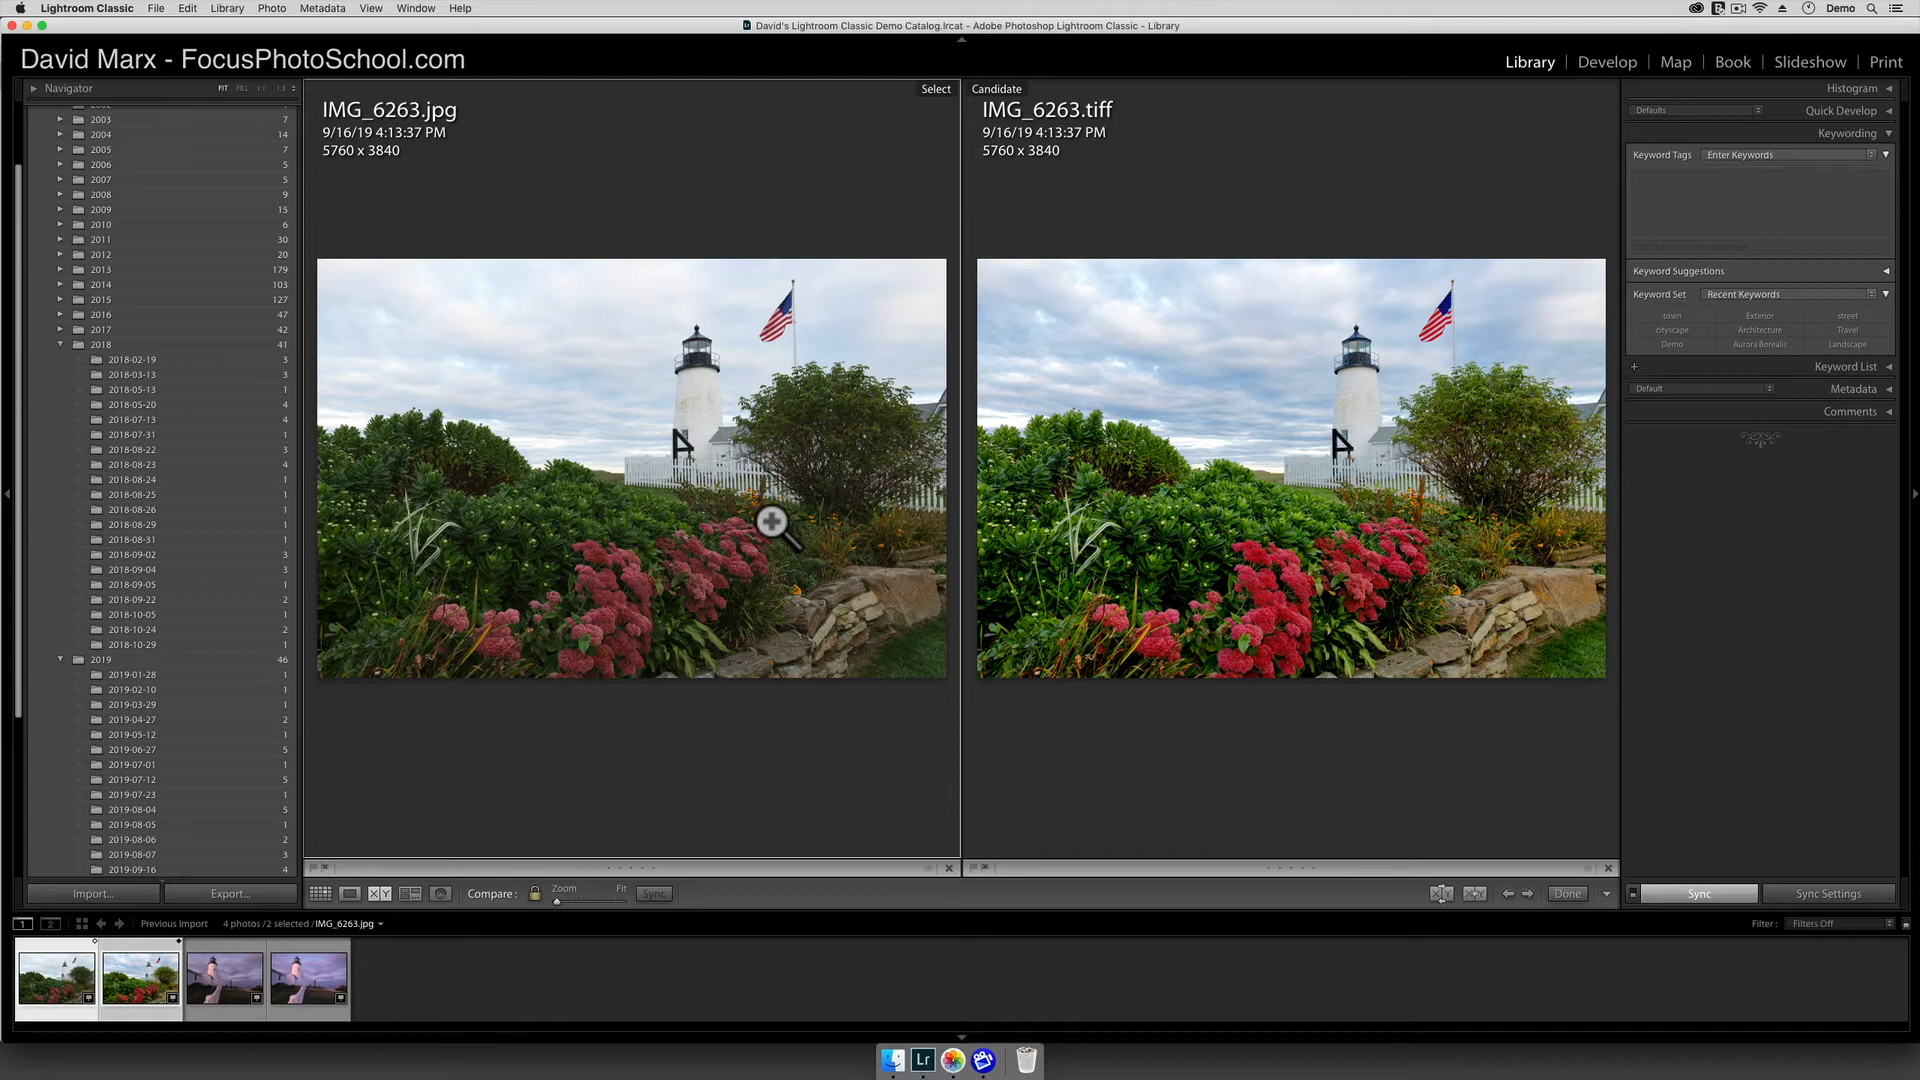 Lightroom Classic File Edit Library Photo Metadata View Window Help Demo
David's Lightroom Classic Demo Catalog.lrcat - Adobe Photoshop Lightroom Classic - Library
David Marx - FocusPhotoSchool.com
Library | Develop | Map | Book | Slideshow | Print
Navigator FIT FILL 1:1 1:3
2003 7
2004 14
2005 7
2006 5
2007 5
2008 9
2009 15
2010 6
2011 30
2012 20
2013 179
2014 103
2015 127
2016 47
2017 42
2018 41
2018-02-19 3
2018-03-13 3
2018-05-13 1
2018-05-20 4
2018-07-13 4
2018-07-31 1
2018-08-22 3
2018-08-23 4
2018-08-24 1
2018-08-25 1
2018-08-26 1
2018-08-29 1
2018-08-31 1
2018-09-02 3
2018-09-04 3
2018-09-05 1
2018-09-22 2
2018-10-05 1
2018-10-24 2
2018-10-29 1
2019 46
2019-01-28 1
2019-02-10 1
2019-03-29 1
2019-04-27 2
2019-05-12 1
2019-06-27 5
2019-07-01 1
2019-07-12 5
2019-07-23 1
2019-08-04 5
2019-08-05 1
2019-08-06 2
2019-08-07 3
2019-09-16 4
Import... Export...
Select
IMG_6263.jpg
9/16/19 4:13:37 PM
5760 x 3840
Candidate
IMG_6263.tiff
9/16/19 4:13:37 PM
5760 x 3840
Histogram
Defaults Quick Develop
Keywording
Keyword Tags Enter Keywords
Keyword Suggestions
Keyword Set Recent Keywords
town Exterior street
cityscape Architecture Travel
Demo Aurora Borealis Landscape
+ Keyword List
Default Metadata
Comments
X Y Compare : Zoom Fit Sync
Done
Sync Sync Settings
1 2 Previous Import 4 photos /2 selected /IMG_6263.jpg
Filter : Filters Off
Lr